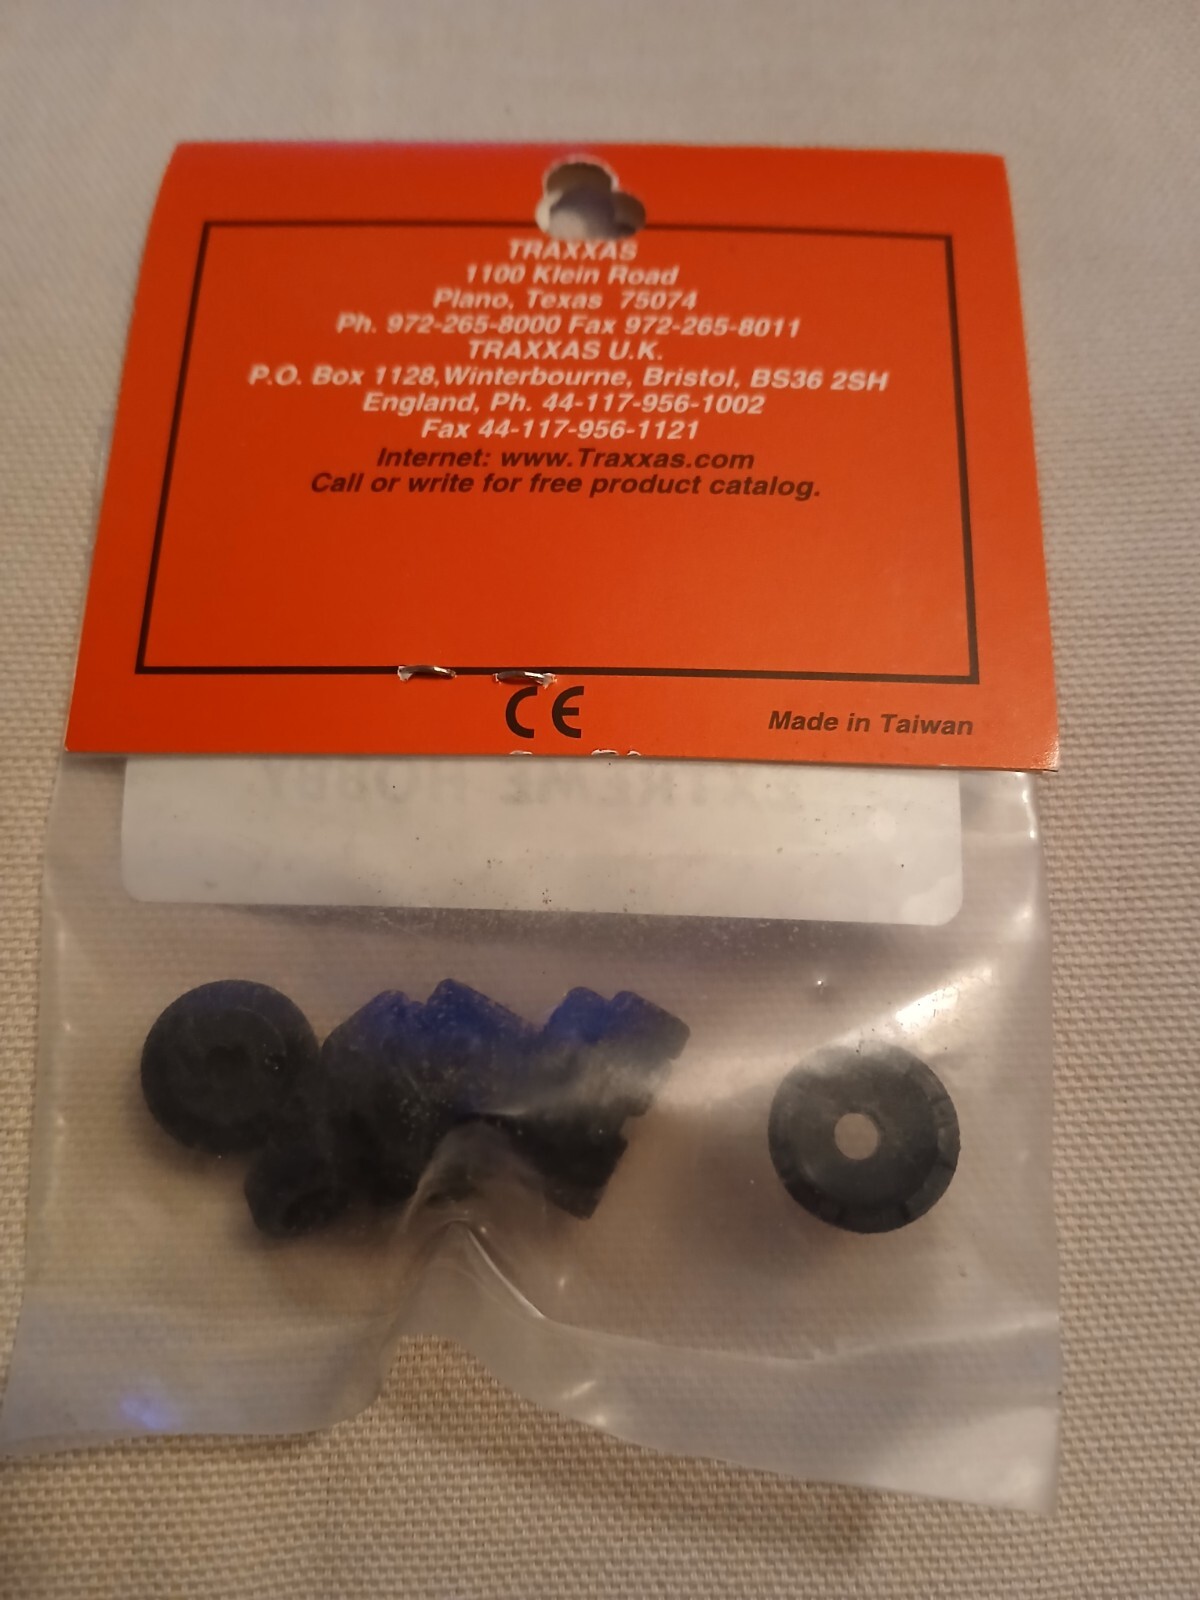 TRAXXAS
1100 Klein Road
Plano, Texas 75074
Ph. 972-265-8000 Fax 972-265-8011
TRAXXAS U.K.
P.O. Box 1128, Winterbourne, Bristol, BS36 2SH
England, Ph. 44-117-956-1002
Fax 44-117-956-1121
Internet: www.Traxxas.com
Call or write for free product catalog.
CE
Made in Taiwan
EXTREME HOBBY